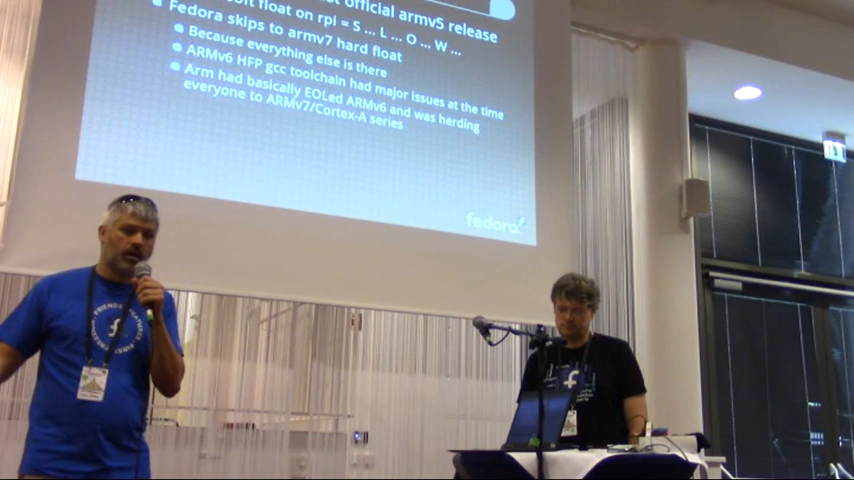 official armv5 release
soft float on rpi = S ... L ... O ... W ...
Fedora skips to armv7 hard float
Because everything else is there
ARMv6 HFP gcc toolchain had major issues at the time
Arm had basically EOLed ARMv6 and was herding
everyone to ARMv7/Cortex-A series
fedora
FRIENDS